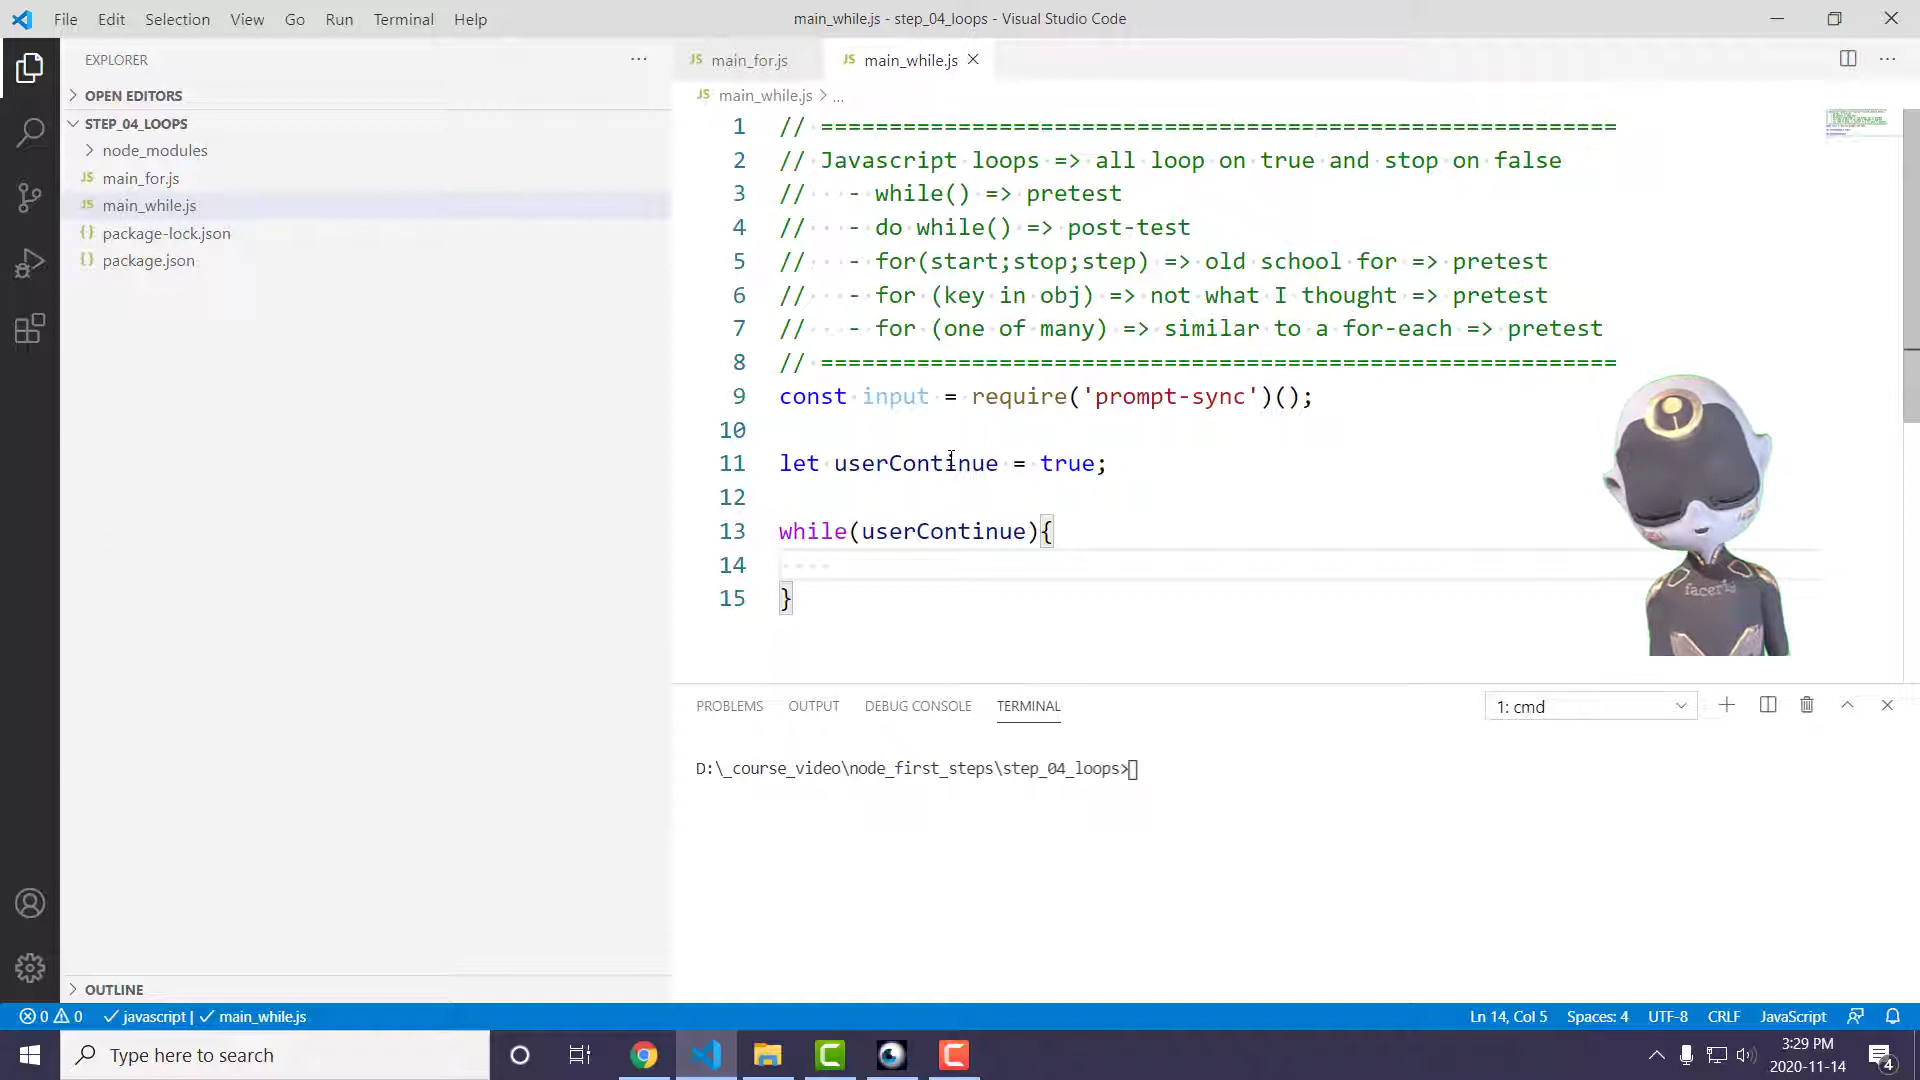 File Edit Selection View Go Run Terminal Help
main_while.js - step_04_loops - Visual Studio Code
EXPLORER
OPEN EDITORS
STEP_04_LOOPS
node_modules
JS main_for.js
JS main_while.js
{} package-lock.json
{} package.json
OUTLINE
JS main_for.js
JS main_while.js
JS main_while.js > ...
1 // ==========================================================
2 // Javascript loops => all loop on true and stop on false
3 // - while() => pretest
4 // - do while() => post-test
5 // - for(start;stop;step) => old school for => pretest
6 // - for (key in obj) => not what I thought => pretest
7 // - for (one of many) => similar to a for-each => pretest
8 // ==========================================================
9 const input = require('prompt-sync')();
10
11 let userContinue = true;
12
13 while(userContinue){
14
15 }
facerig
PROBLEMS OUTPUT DEBUG CONSOLE TERMINAL
1: cmd
D:\_course_video\node_first_steps\step_04_loops>
0 0 javascript | main_while.js
Ln 14, Col 5 Spaces: 4 UTF-8 CRLF JavaScript
Type here to search
3:29 PM
2020-11-14
4